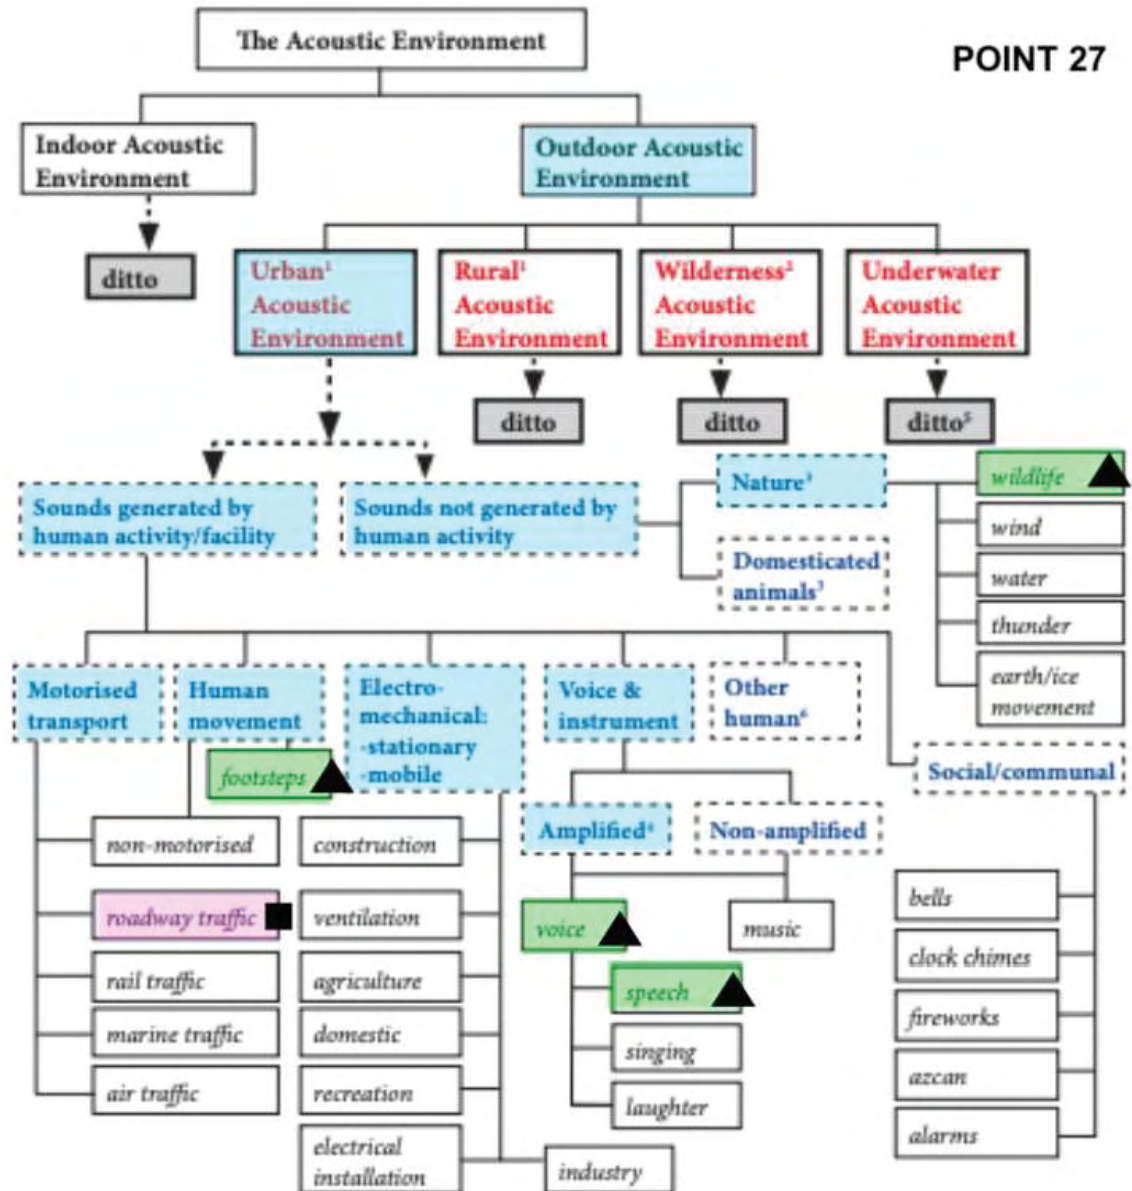 The Acoustic Environment
POINT 27
Indoor Acoustic
Environment
Outdoor Acoustic
Environment
ditto
Urban¹
Acoustic
Environment
Rural¹
Acoustic
Environment
Wilderness²
Acoustic
Environment
Underwater
Acoustic
Environment
ditto
ditto
ditto⁵
Sounds generated by
human activity/facility
Sounds not generated by
human activity
Nature³
Domesticated
animals³
wildlife
wind
water
thunder
earth/ice
movement
Motorised
transport
Human
movement
Electro-
mechanical:
-stationary
-mobile
Voice &
instrument
Other
human⁶
Social/communal
footsteps
Amplified⁴
Non-amplified
non-motorised
roadway traffic
rail traffic
marine traffic
air traffic
construction
ventilation
agriculture
domestic
recreation
electrical
installation
industry
voice
music
speech
singing
laughter
bells
clock chimes
fireworks
azcan
alarms